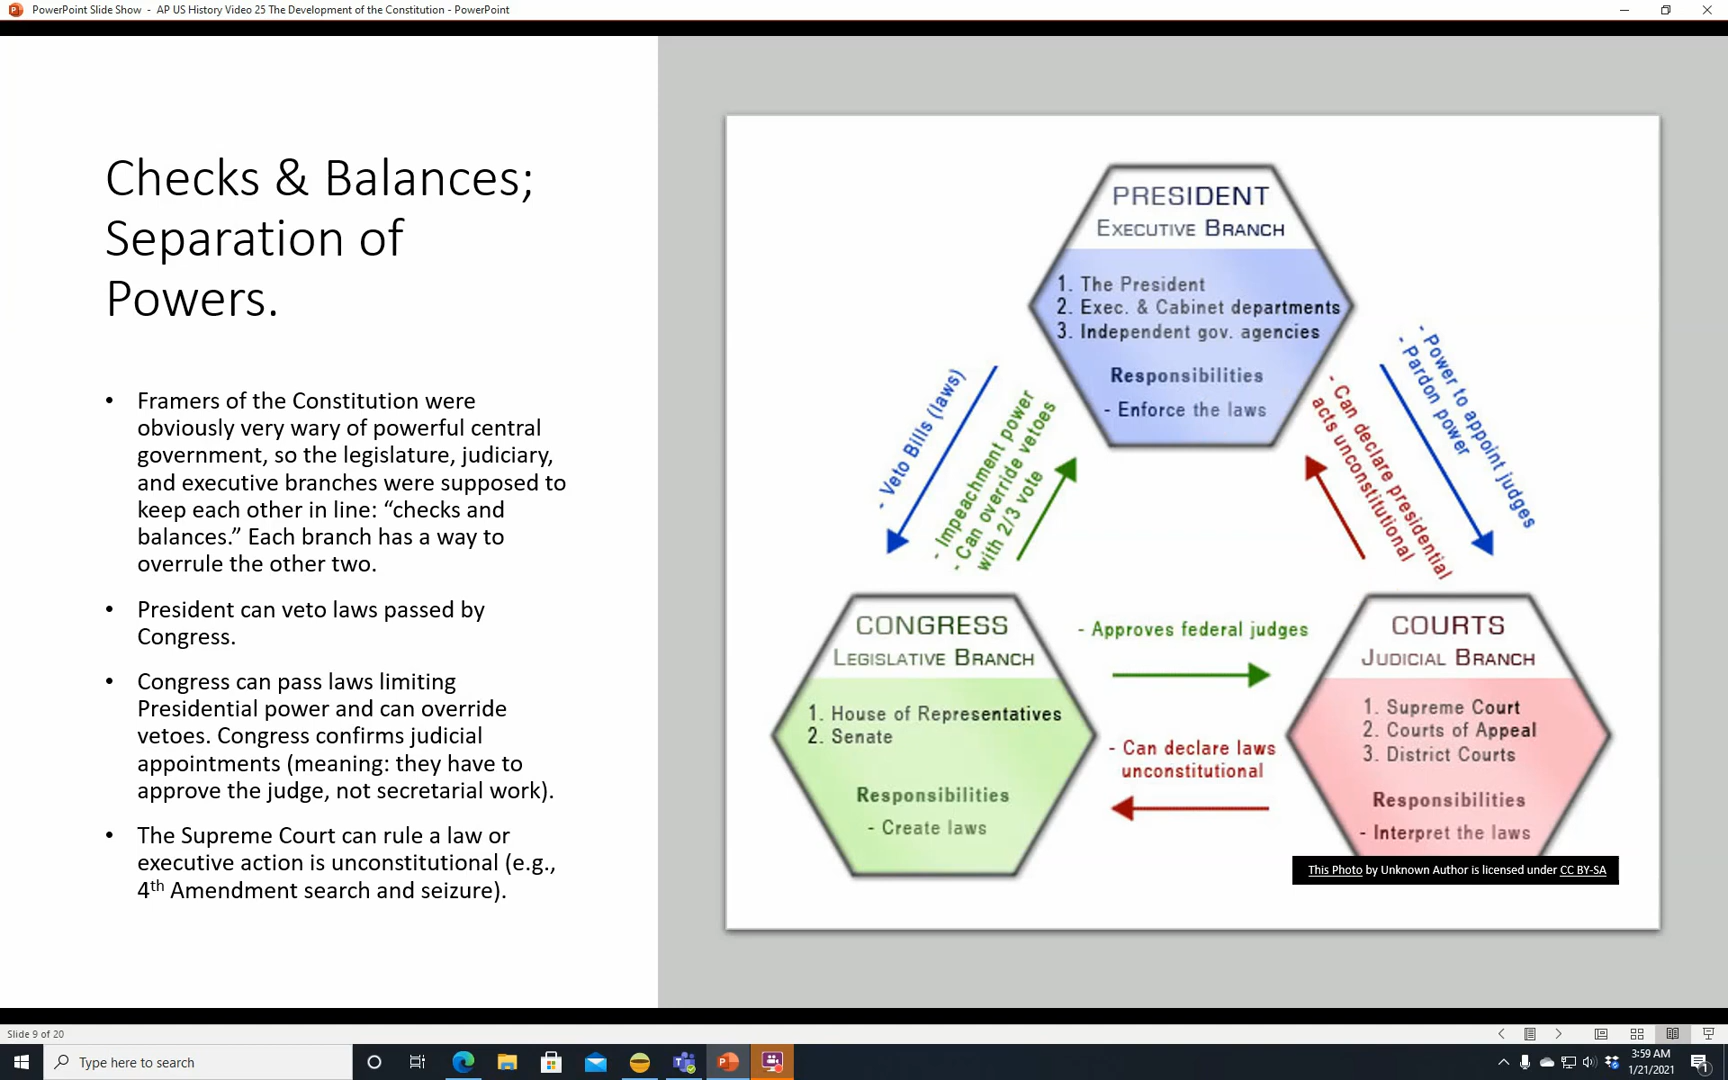 PowerPoint Slide Show - AP US History Video 25 The Development of the Constitution - PowerPoint
Checks & Balances;
Separation of
Powers.
• Framers of the Constitution were
obviously very wary of powerful central
government, so the legislature, judiciary,
and executive branches were supposed to
keep each other in line: “checks and
balances.” Each branch has a way to
overrule the other two.
• President can veto laws passed by
Congress.
• Congress can pass laws limiting
Presidential power and can override
vetoes. Congress confirms judicial
appointments (meaning: they have to
approve the judge, not secretarial work).
• The Supreme Court can rule a law or
executive action is unconstitutional (e.g.,
4th Amendment search and seizure).
PRESIDENT
EXECUTIVE BRANCH
1. The President
2. Exec. & Cabinet departments
3. Independent gov. agencies
Responsibilities
- Enforce the laws
- Veto Bills (laws)
- Impeachment power
- Can override vetoes
with 2/3 vote
- Can declare presidential
acts unconstitutional
- Power to appoint judges
- Pardon power
CONGRESS
LEGISLATIVE BRANCH
1. House of Representatives
2. Senate
Responsibilities
- Create laws
- Approves federal judges
- Can declare laws
unconstitutional
COURTS
JUDICIAL BRANCH
1. Supreme Court
2. Courts of Appeal
3. District Courts
Responsibilities
- Interpret the laws
This Photo by Unknown Author is licensed under CC BY-SA
Slide 9 of 20
Type here to search
3:59 AM
1/21/2021
1